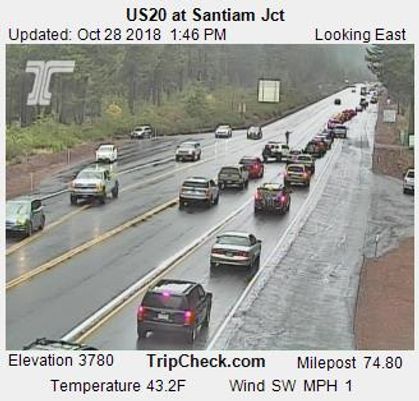 US20 at Santiam Jct
Updated: Oct 28 2018 1:46 PM Looking East
Elevation 3780 TripCheck.com Milepost 74.80
Temperature 43.2F Wind SW MPH 1